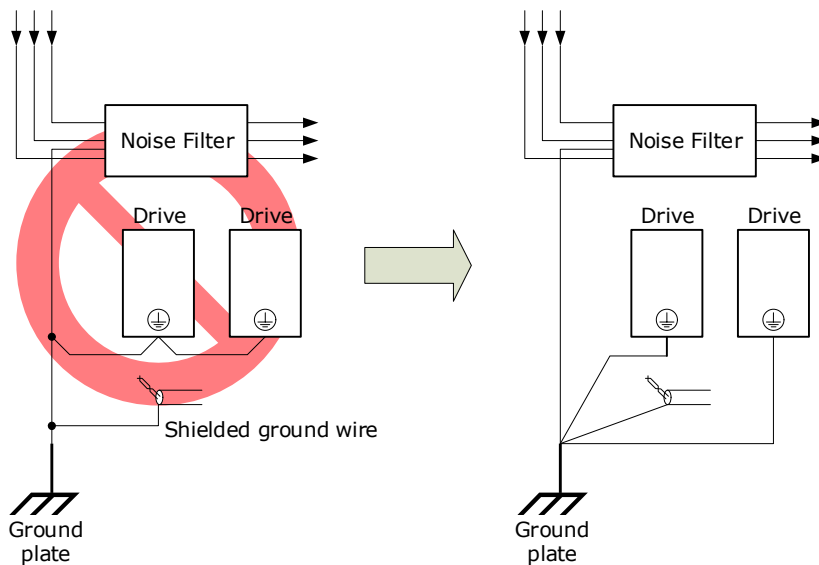 Noise Filter
Drive
Drive
Shielded ground wire
Ground
plate
Noise Filter
Drive
Drive
Ground
plate